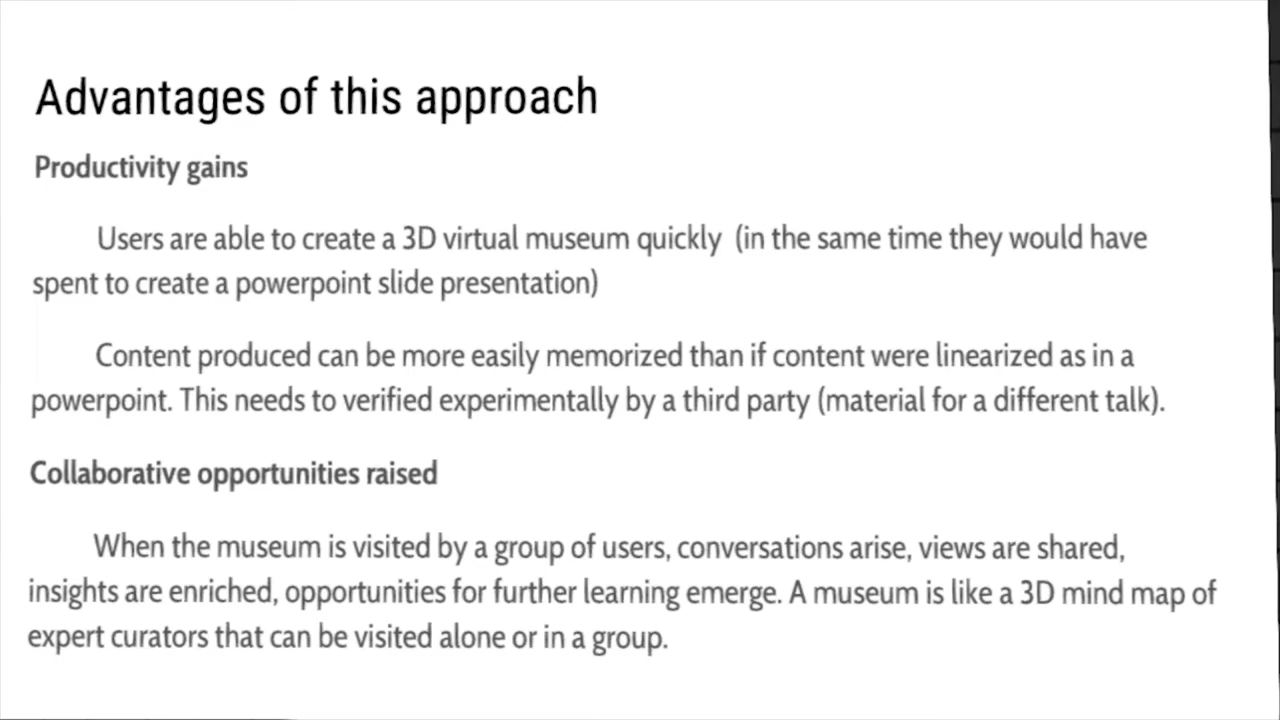 Advantages of this approach
Productivity gains
Users are able to create a 3D virtual museum quickly  (in the same time they would have
spent to create a powerpoint slide presentation)
Content produced can be more easily memorized than if content were linearized as in a
powerpoint. This needs to verified experimentally by a third party (material for a different talk).
Collaborative opportunities raised
When the museum is visited by a group of users, conversations arise, views are shared,
insights are enriched, opportunities for further learning emerge. A museum is like a 3D mind map of
expert curators that can be visited alone or in a group.